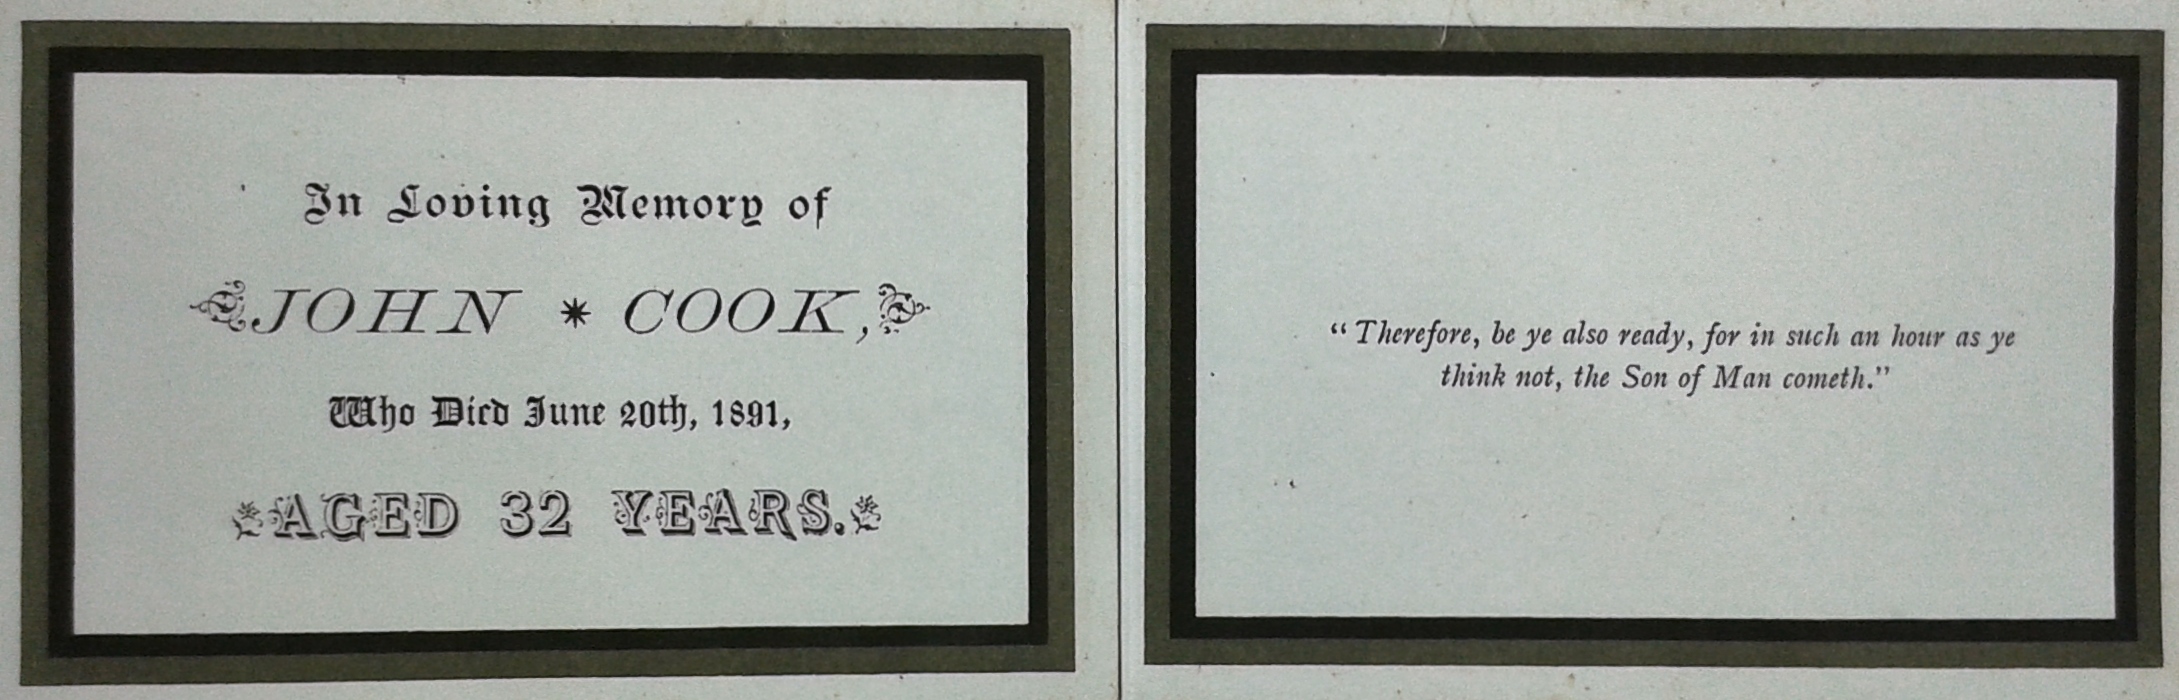 In Loving Memory of
JOHN * COOK,
Who Died June 20th, 1891,
AGED 32 YEARS.
“Therefore, be ye also ready, for in such an hour as ye
think not, the Son of Man cometh.”